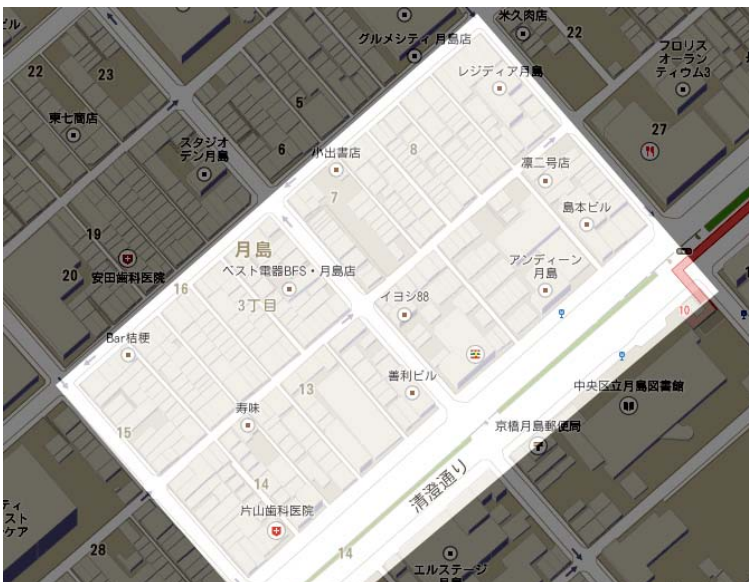 ビル
グルメシティ 月島店
米久肉店
22
フロリス
オーラン
ティウム3
22
23
東七商店
5
レジディア月島
スタジオ
デン月島
6
小出書店
8
27
7
凛二号店
島本ビル
19
20
安田歯科医院
月島
16
ベスト電器BFS・月島店
3丁目
アンディーン
月島
イヨシ88
10
Bar桔梗
善利ビル
13
中央区立月島図書館
寿味
15
京橋月島郵便局
14
清澄通り
片山歯科医院
ティ
スト
ケア
28
14
エルステージ
月島